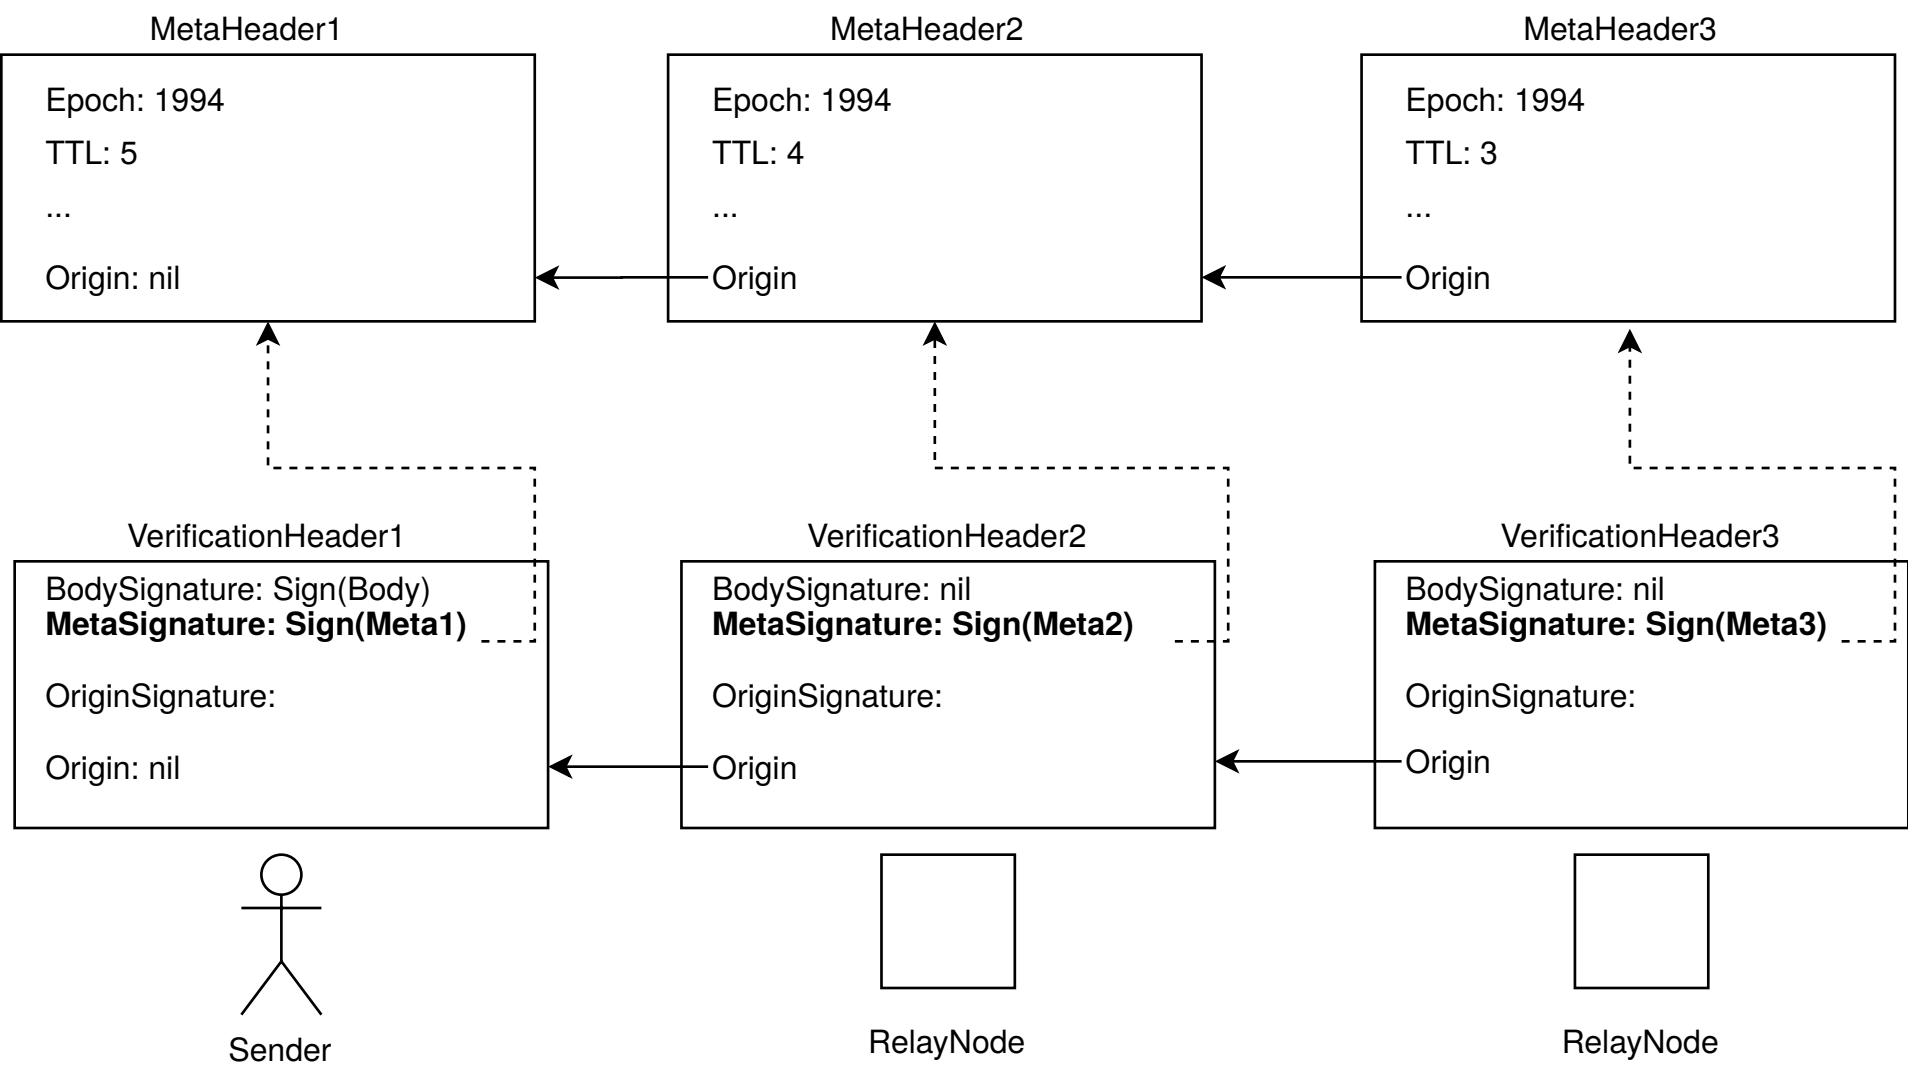 MetaHeader1
Epoch: 1994
TTL: 5
...
Origin: nil
MetaHeader2
Epoch: 1994
TTL: 4
...
Origin
MetaHeader3
Epoch: 1994
TTL: 3
...
Origin
VerificationHeader1
BodySignature: Sign(Body)
MetaSignature: Sign(Meta1)
OriginSignature:
Origin: nil
Sender
VerificationHeader2
BodySignature: nil
MetaSignature: Sign(Meta2)
OriginSignature:
Origin
RelayNode
VerificationHeader3
BodySignature: nil
MetaSignature: Sign(Meta3)
OriginSignature:
Origin
RelayNode